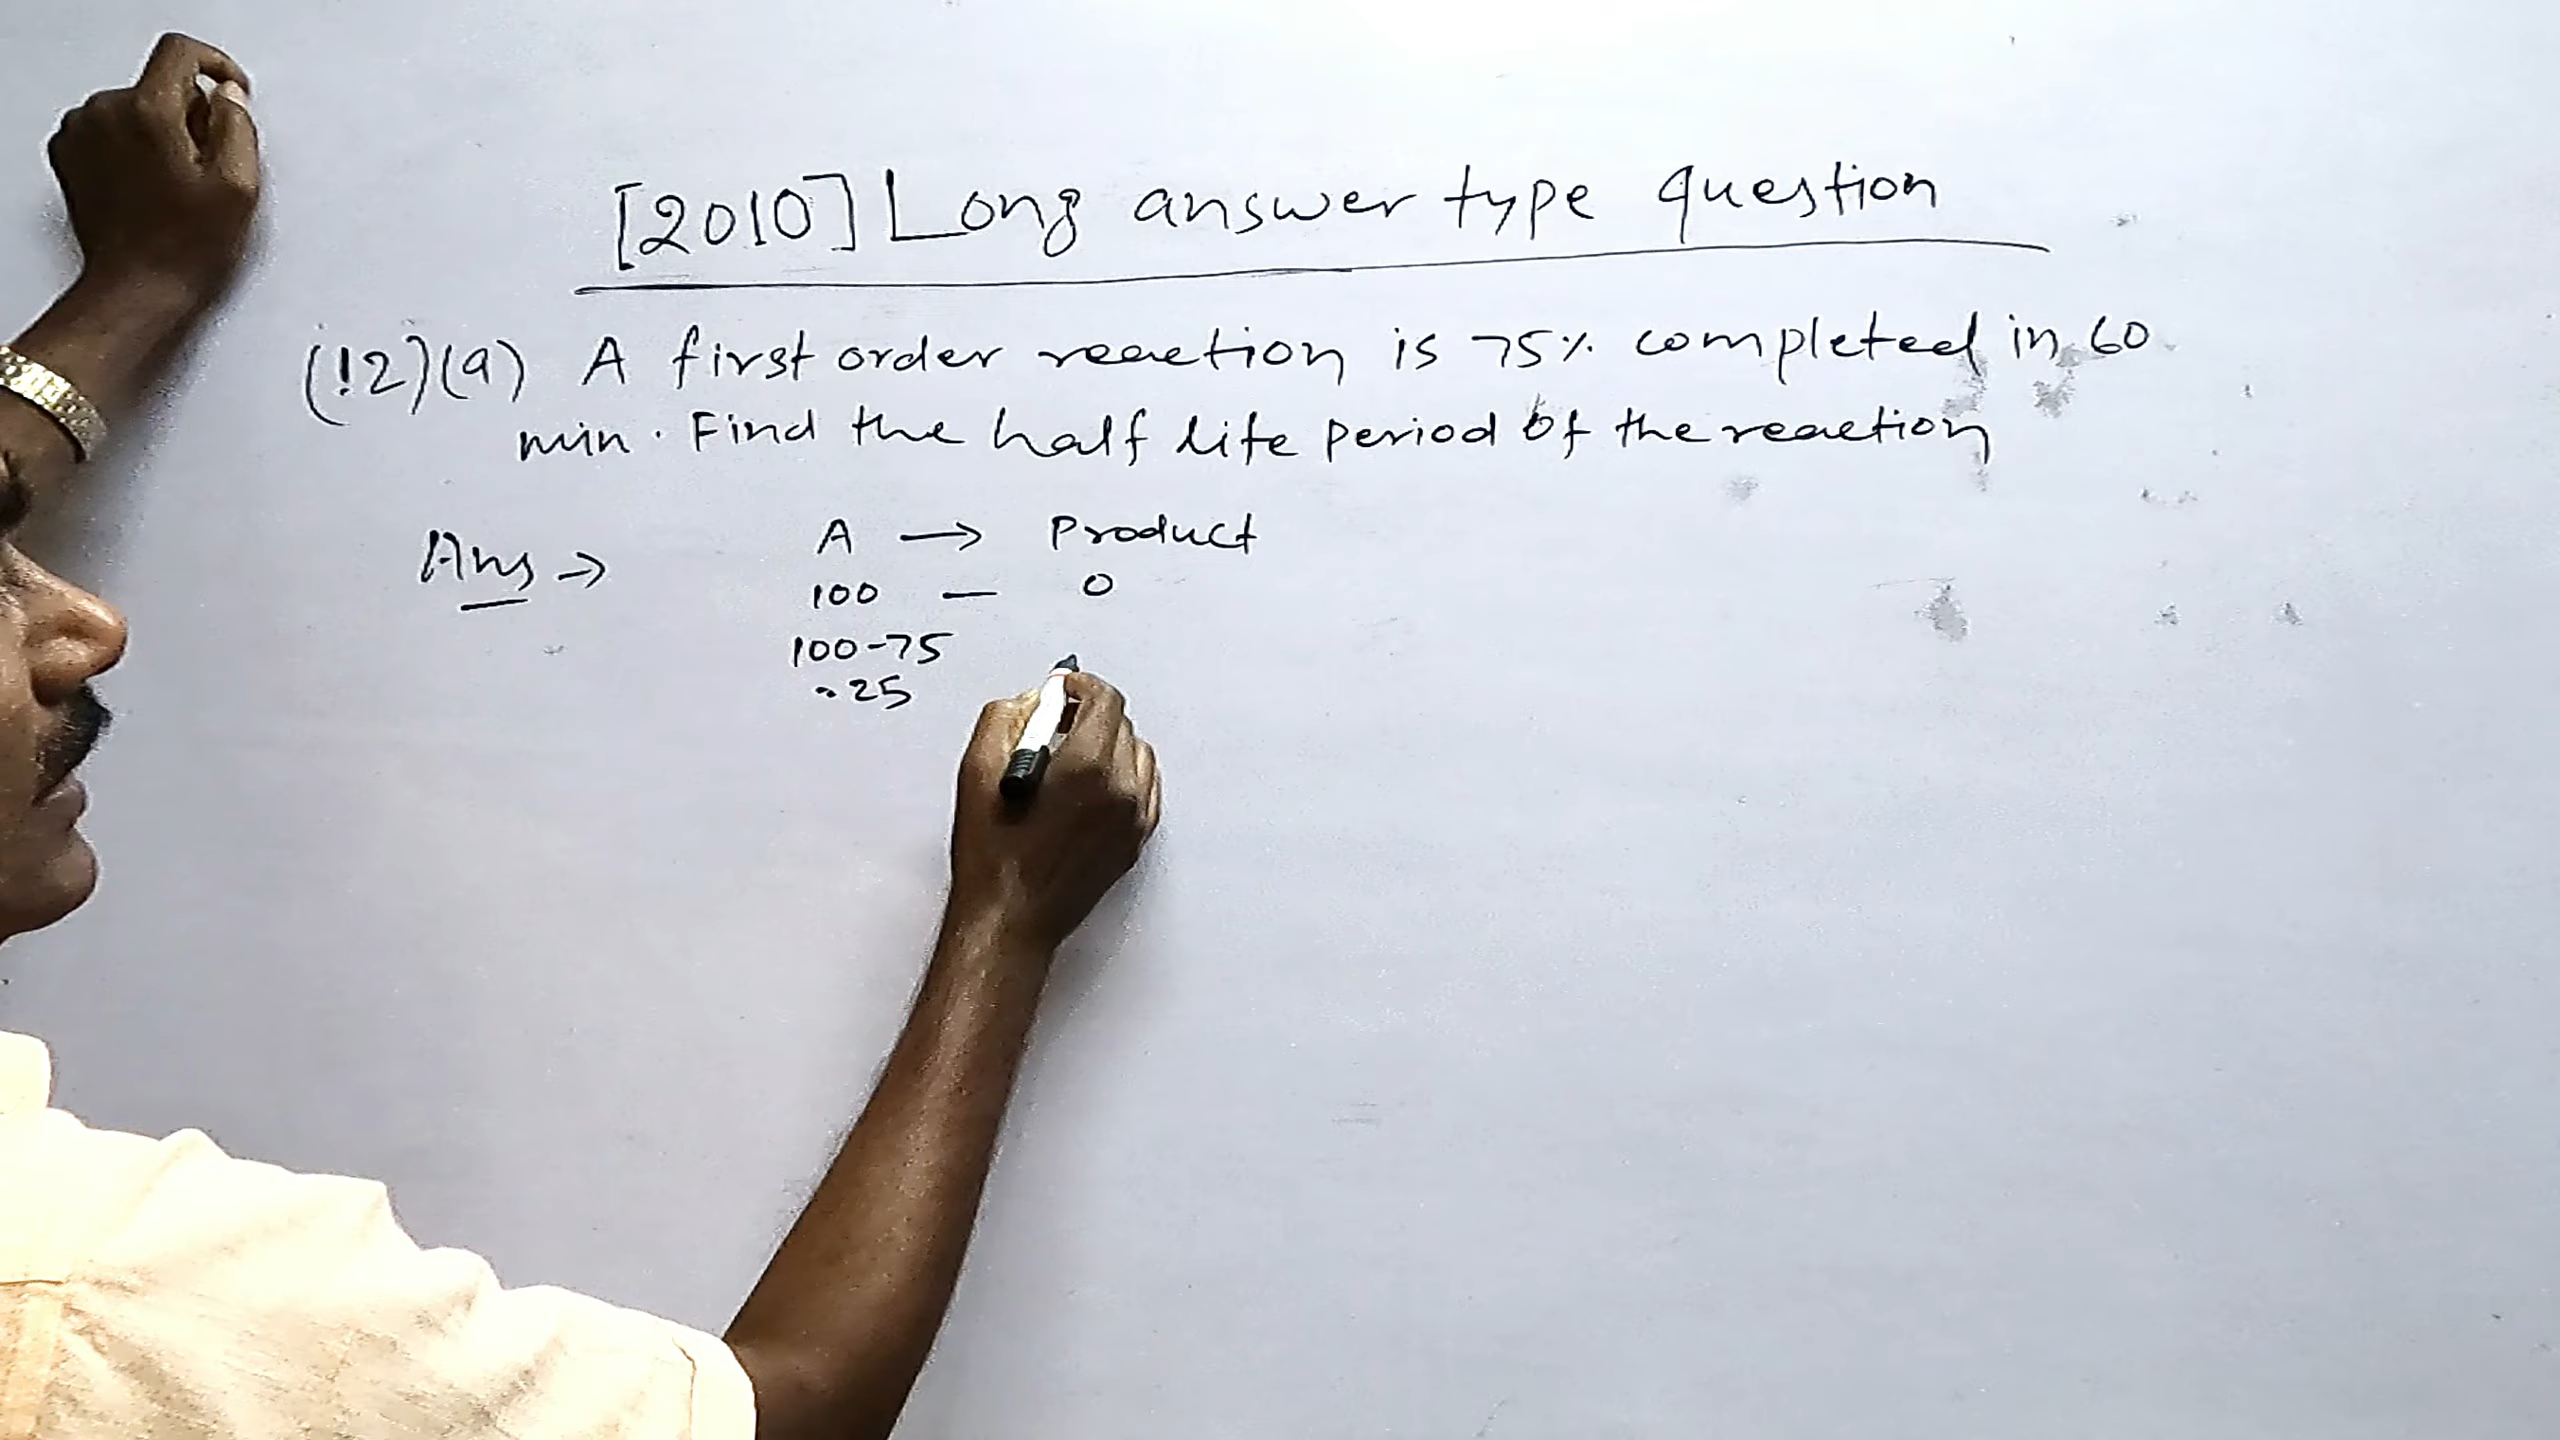 [2010] Long answer type question
(12)(a) A first order reaction is 75% completed in 60
min. Find the half life period of the reaction
Ans → A → Product
100 — 0
100-75
= 25